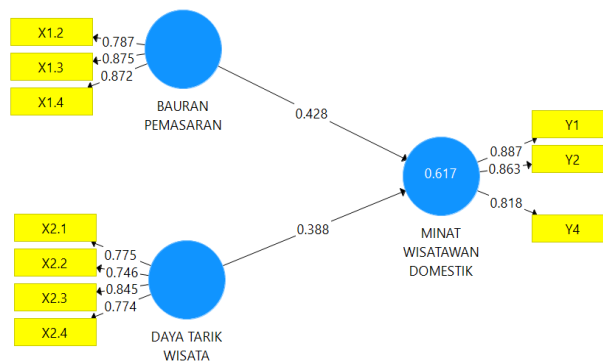 X1.2
0.787
X1.3
0.875
X1.4
0.872
BAURAN
PEMASARAN
0.428
X2.1
0.775
X2.2
0.746
X2.3
0.845
X2.4
0.774
DAYA TARIK
WISATA
0.388
0.617
MINAT
WISATAWAN
DOMESTIK
0.887
Y1
0.863
Y2
0.818
Y4